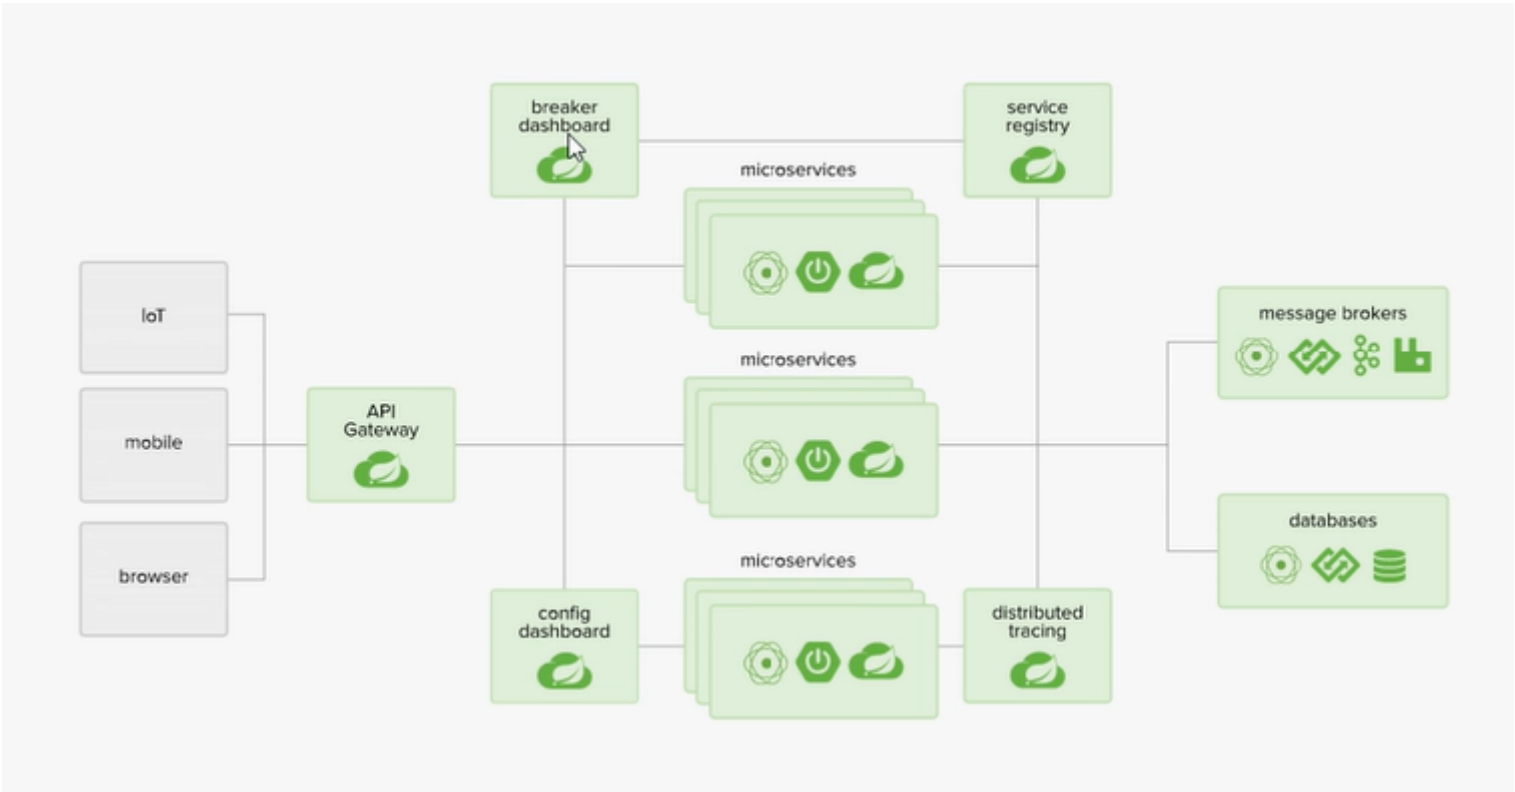 breaker
dashboard
service
registry
microservices
IoT
message brokers
microservices
API
Gateway
mobile
databases
microservices
browser
config
dashboard
distributed
tracing